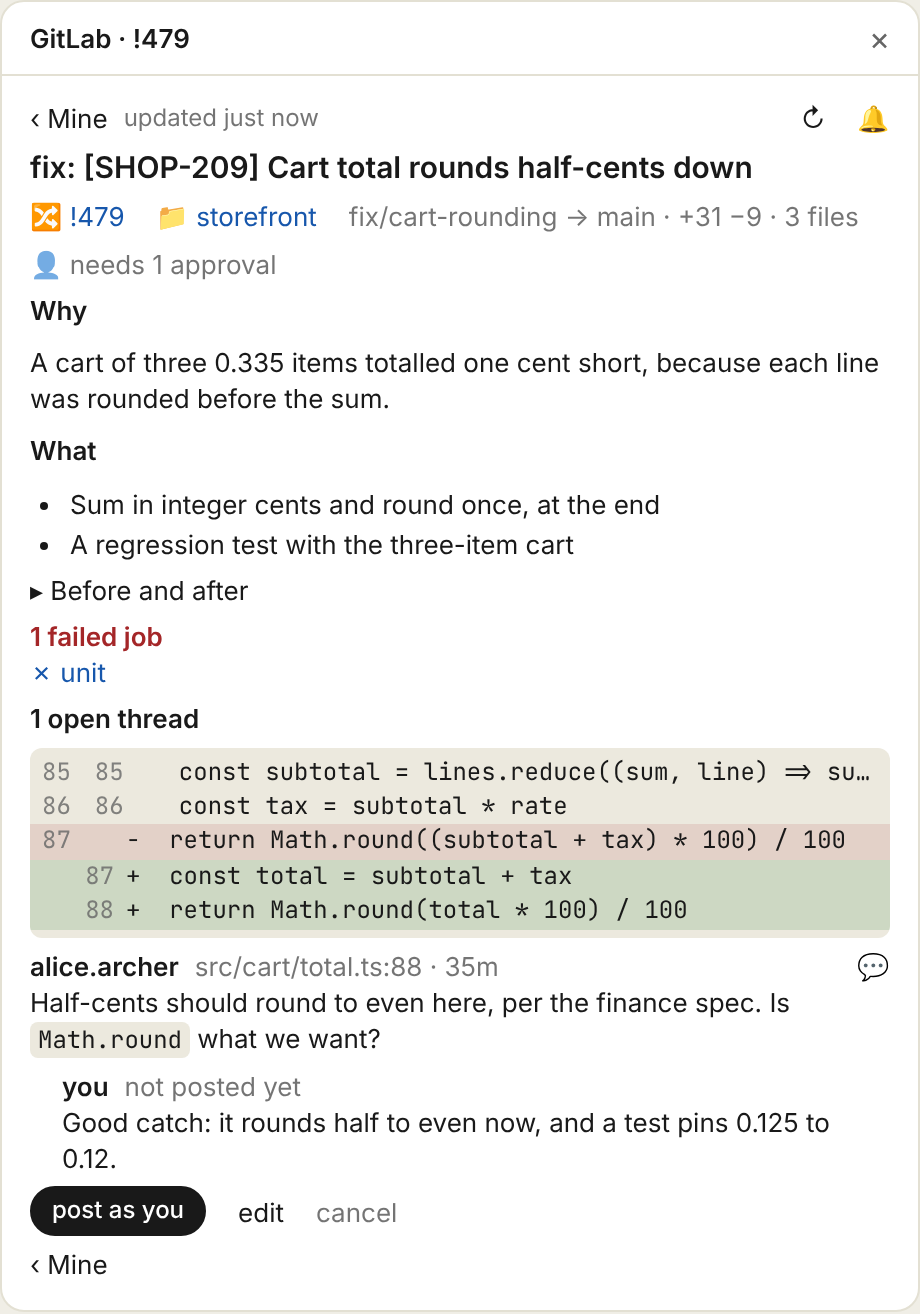 GitLab · !479
×
‹ Mine updated just now
fix: [SHOP-209] Cart total rounds half-cents down
!479 storefront fix/cart-rounding → main · +31 −9 · 3 files
needs 1 approval
Why
A cart of three 0.335 items totalled one cent short, because each line
was rounded before the sum.
What
• Sum in integer cents and round once, at the end
• A regression test with the three-item cart
▸ Before and after
1 failed job
× unit
1 open thread
85 85 const subtotal = lines.reduce((sum, line) => su…
86 86 const tax = subtotal * rate
87 - return Math.round((subtotal + tax) * 100) / 100
87 + const total = subtotal + tax
88 + return Math.round(total * 100) / 100
alice.archer src/cart/total.ts:88 · 35m
Half-cents should round to even here, per the finance spec. Is
Math.round what we want?
you not posted yet
Good catch: it rounds half to even now, and a test pins 0.125 to
0.12.
post as you edit cancel
‹ Mine